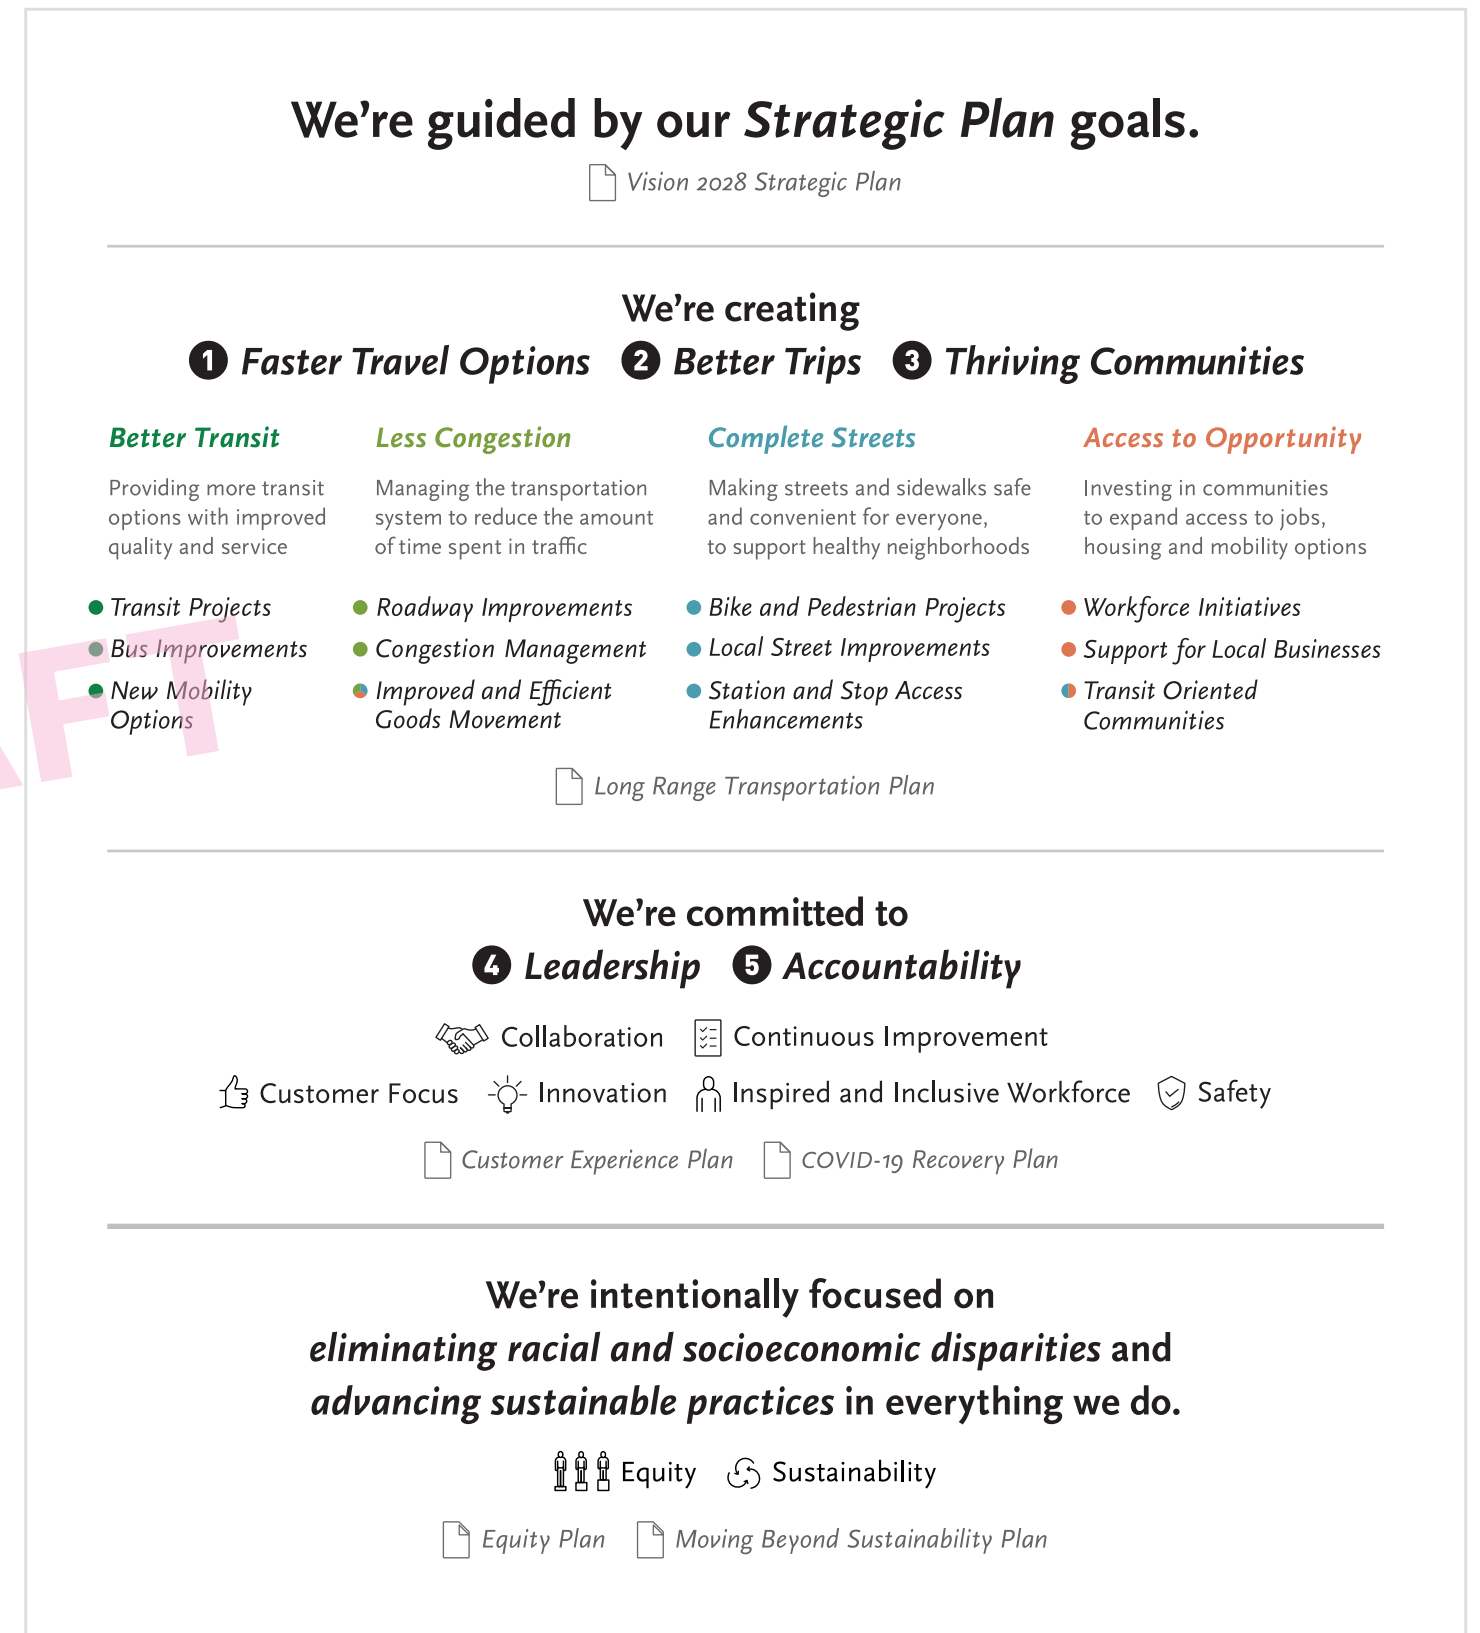 We're guided by our Strategic Plan goals.
Vision 2028 Strategic Plan
We're creating
1 Faster Travel Options 2 Better Trips 3 Thriving Communities
Better Transit
Providing more transit
options with improved
quality and service
Transit Projects
Bus Improvements
New Mobility
Options
Less Congestion
Managing the transportation
system to reduce the amount
of time spent in traffic
Roadway Improvements
Congestion Management
Improved and Efficient
Goods Movement
Complete Streets
Making streets and sidewalks safe
and convenient for everyone,
to support healthy neighborhoods
Bike and Pedestrian Projects
Local Street Improvements
Station and Stop Access
Enhancements
Access to Opportunity
Investing in communities
to expand access to jobs,
housing and mobility options
Workforce Initiatives
Support for Local Businesses
Transit Oriented
Communities
Long Range Transportation Plan
We're committed to
4 Leadership 5 Accountability
Collaboration Continuous Improvement
Customer Focus Innovation Inspired and Inclusive Workforce Safety
Customer Experience Plan COVID-19 Recovery Plan
We're intentionally focused on
eliminating racial and socioeconomic disparities and
advancing sustainable practices in everything we do.
Equity Sustainability
Equity Plan Moving Beyond Sustainability Plan